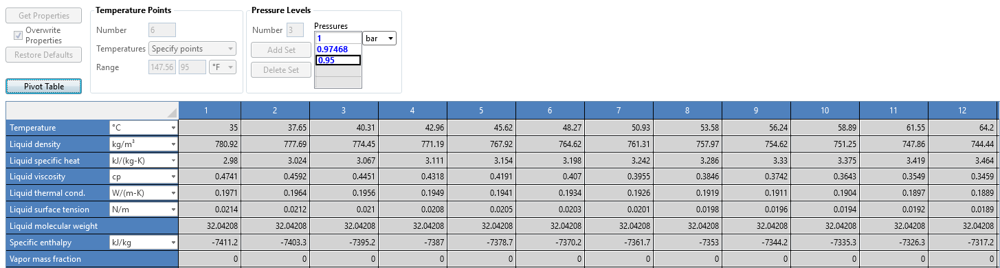 Get Properties
Overwrite
Properties
Restore Defaults
Pivot Table
Temperature Points
Number 6
Temperatures Specify points
Range 147.56 95 °F
Pressure Levels
Number 3
Add Set
Delete Set
Pressures
1 bar
0.97468
0.95
1 2 3 4 5 6 7 8 9 10 11 12
Temperature °C 35 37.65 40.31 42.96 45.62 48.27 50.93 53.58 56.24 58.89 61.55 64.2
Liquid density kg/m³ 780.92 777.69 774.45 771.19 767.92 764.62 761.31 757.97 754.62 751.25 747.86 744.44
Liquid specific heat kJ/(kg-K) 2.98 3.024 3.067 3.111 3.154 3.198 3.242 3.286 3.33 3.375 3.419 3.464
Liquid viscosity cp 0.4741 0.4592 0.4451 0.4318 0.4191 0.407 0.3955 0.3846 0.3742 0.3643 0.3549 0.3459
Liquid thermal cond. W/(m-K) 0.1971 0.1964 0.1956 0.1949 0.1941 0.1934 0.1926 0.1919 0.1911 0.1904 0.1897 0.1889
Liquid surface tension N/m 0.0214 0.0212 0.021 0.0208 0.0205 0.0203 0.0201 0.0198 0.0196 0.0194 0.0192 0.0189
Liquid molecular weight 32.04208 32.04208 32.04208 32.04208 32.04208 32.04208 32.04208 32.04208 32.04208 32.04208 32.04208 32.04208
Specific enthalpy kJ/kg -7411.2 -7403.3 -7395.2 -7387 -7378.7 -7370.2 -7361.7 -7353 -7344.2 -7335.3 -7326.3 -7317.2
Vapor mass fraction 0 0 0 0 0 0 0 0 0 0 0 0